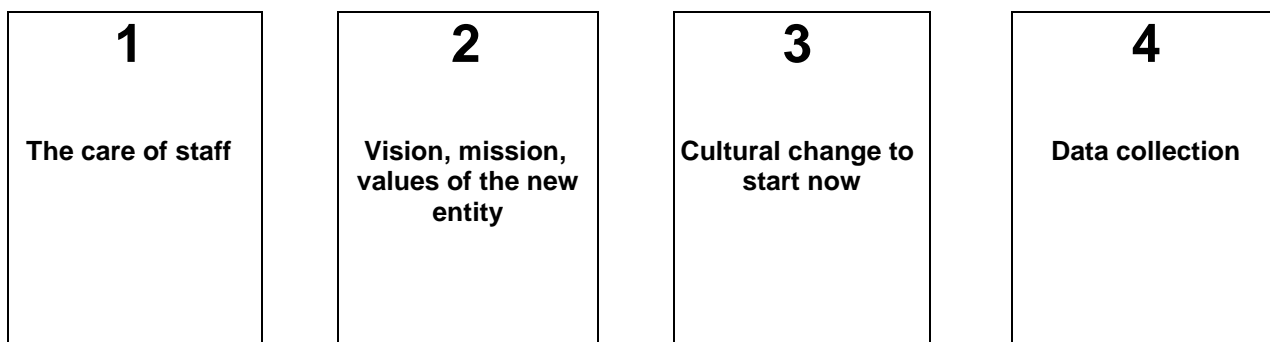 1
The care of staff
2
Vision, mission,
values of the new
entity
3
Cultural change to
start now
4
Data collection